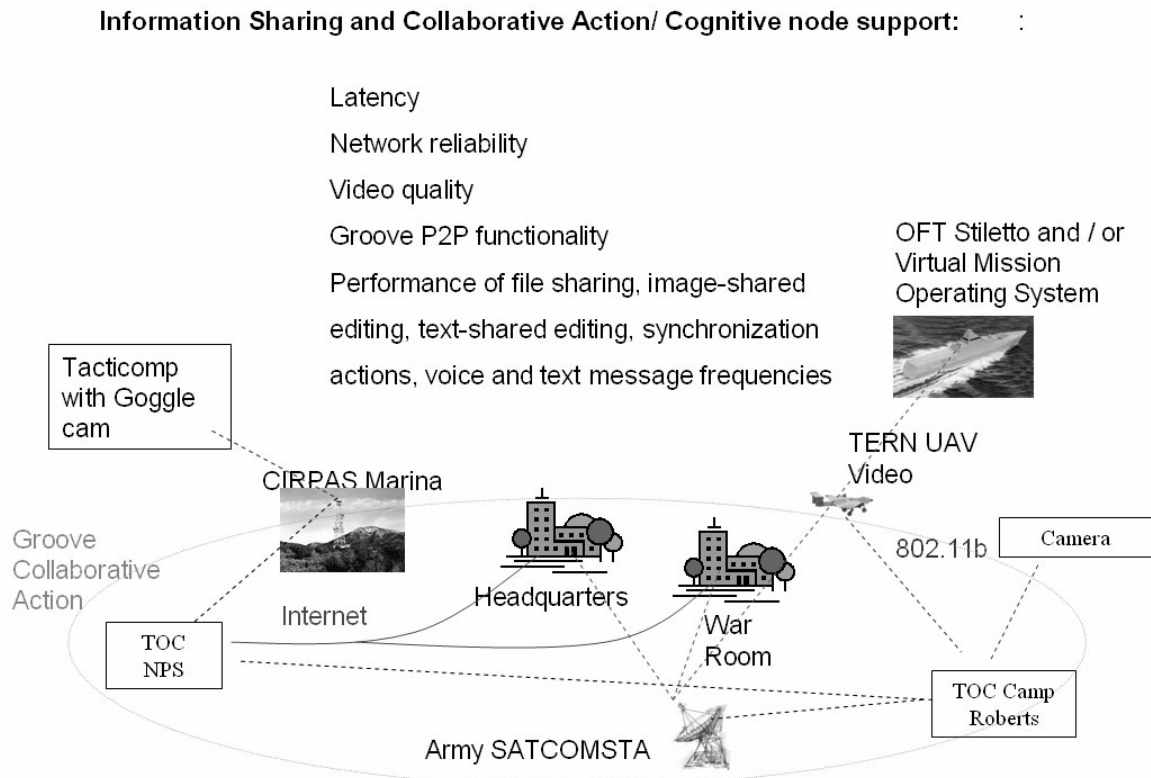 Information Sharing and Collaborative Action/ Cognitive node support: :
Latency
Network reliability
Video quality
Groove P2P functionality
Performance of file sharing, image-shared
editing, text-shared editing, synchronization
actions, voice and text message frequencies
OFT Stiletto and / or
Virtual Mission
Operating System
Tacticomp
with Goggle
cam
CIRPAS Marina
TERN UAV
Video
Groove
Collaborative
Action
802.11b
Camera
Internet
Headquarters
War
Room
TOC
NPS
TOC Camp
Roberts
Army SATCOMSTA